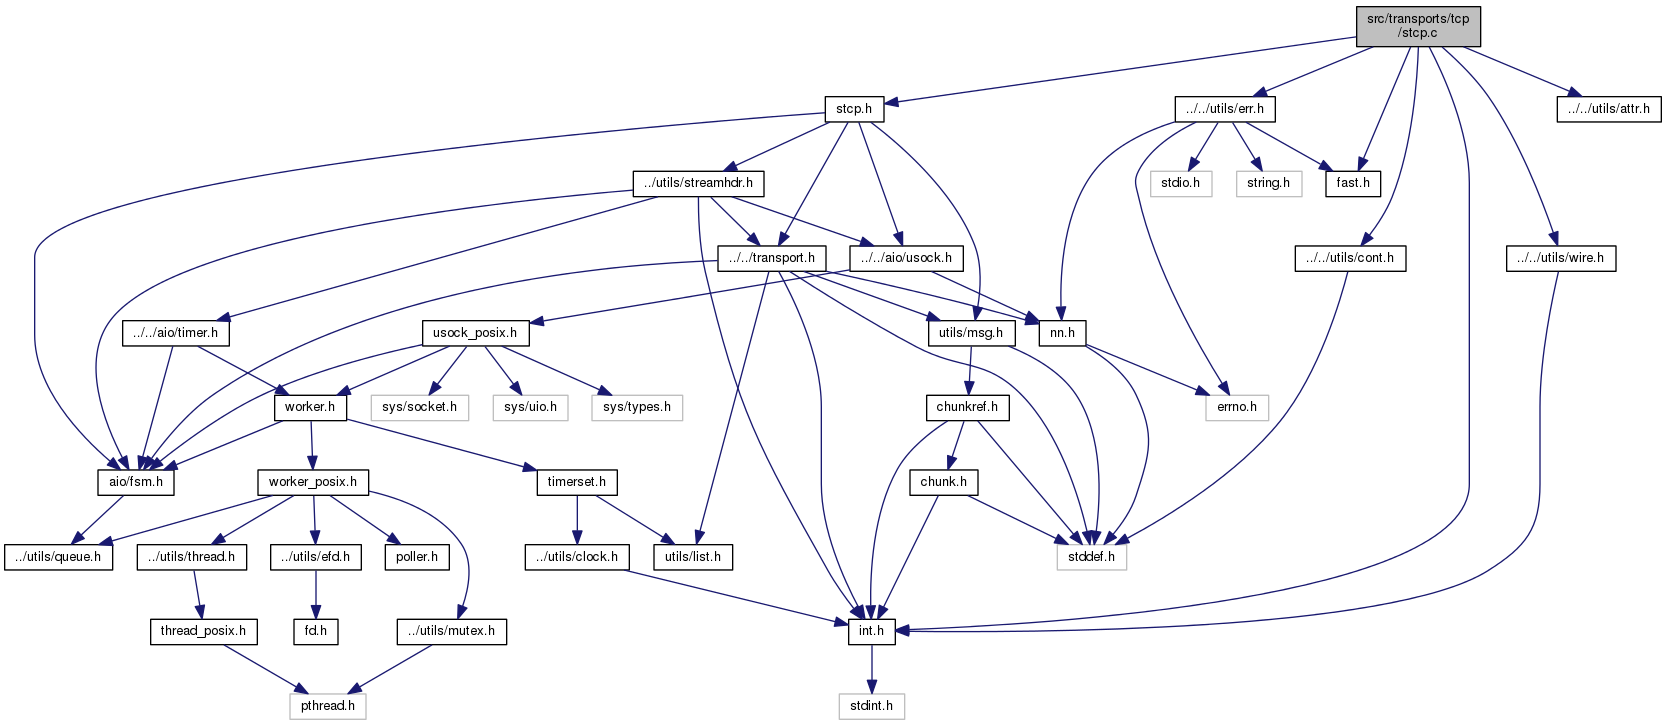 src/transports/tcp
/stcp.c
stcp.h
../../utils/err.h
../../utils/attr.h
../utils/streamhdr.h
stdio.h
string.h
fast.h
../../transport.h
../../aio/usock.h
../../utils/cont.h
../../utils/wire.h
../../aio/timer.h
usock_posix.h
utils/msg.h
nn.h
worker.h
sys/socket.h
sys/uio.h
sys/types.h
chunkref.h
errno.h
aio/fsm.h
worker_posix.h
timerset.h
chunk.h
../utils/queue.h
../utils/thread.h
../utils/efd.h
poller.h
../utils/clock.h
utils/list.h
stddef.h
thread_posix.h
fd.h
../utils/mutex.h
int.h
pthread.h
stdint.h